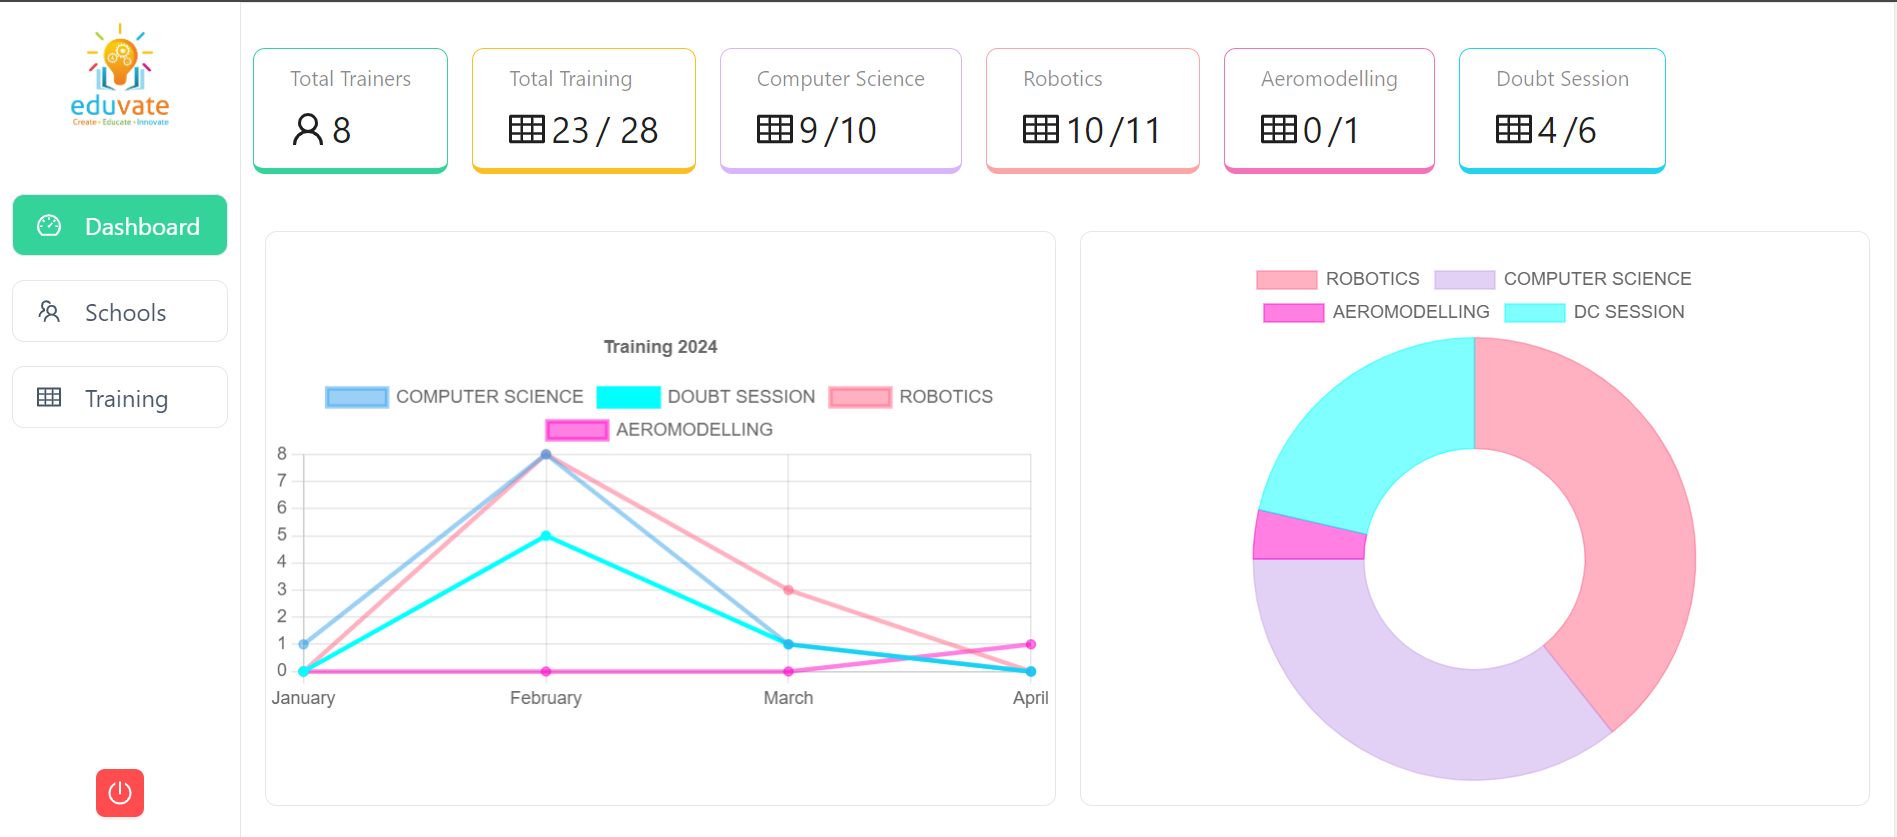 eduvate
Create - Educate - Innovate
Dashboard
Schools
Training
Total Trainers
8
Total Training
23 / 28
Computer Science
9 /10
Robotics
10 /11
Aeromodelling
0 /1
Doubt Session
4 /6
Training 2024
COMPUTER SCIENCE DOUBT SESSION ROBOTICS
AEROMODELLING
8
7
6
5
4
3
2
1
0
January February March April
ROBOTICS COMPUTER SCIENCE
AEROMODELLING DC SESSION